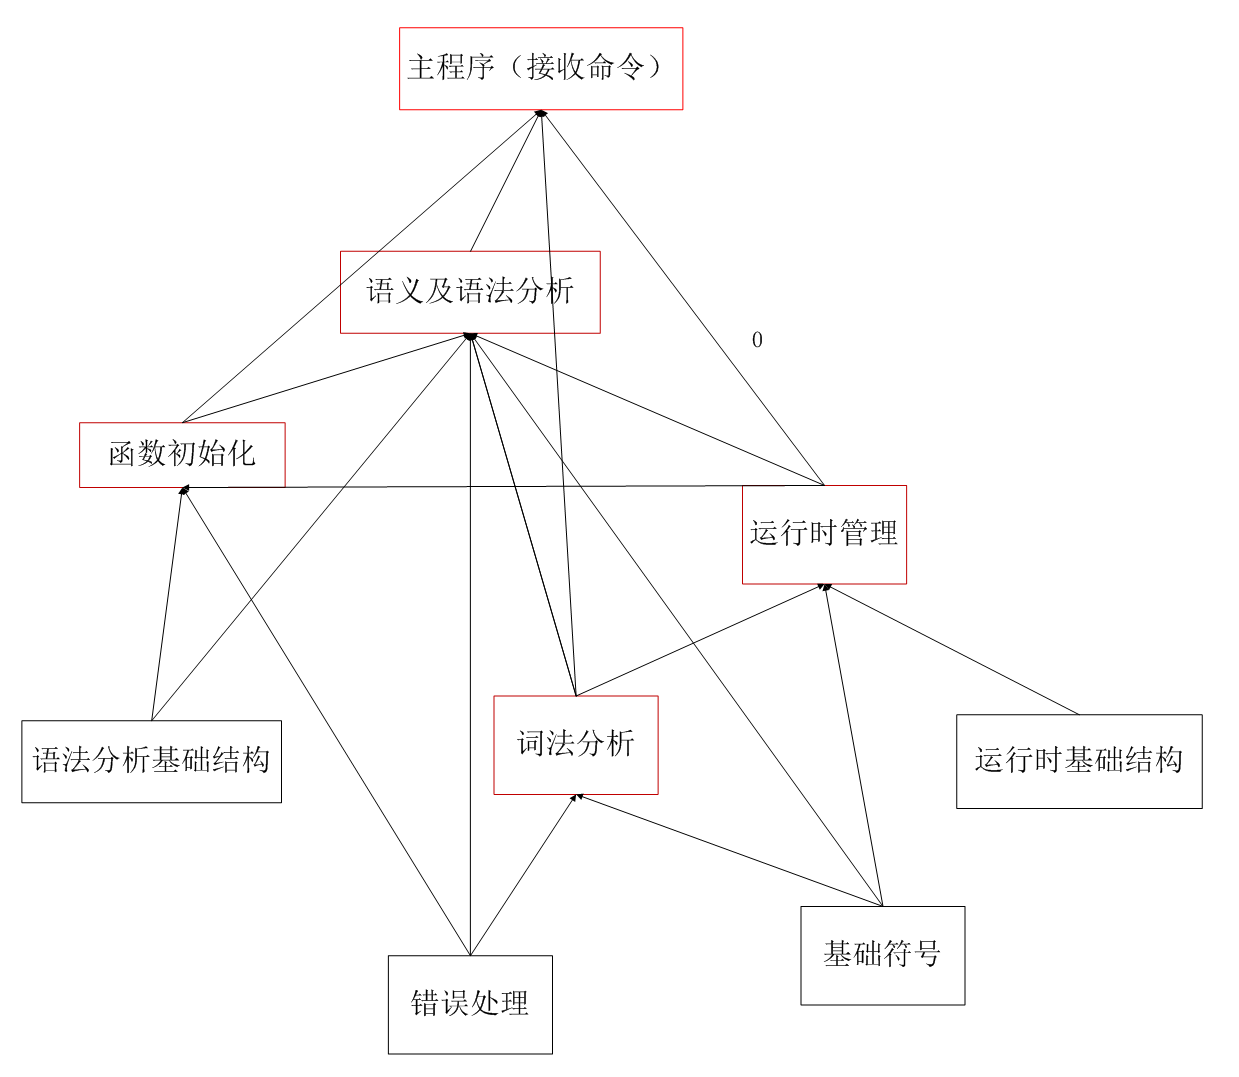 主程序（接收命令）
语义及语法分析
0
函数初始化
运行时管理
词法分析
语法分析基础结构
运行时基础结构
基础符号
错误处理